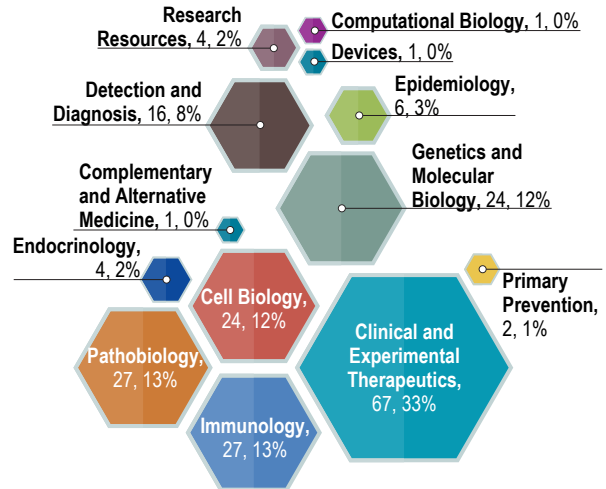 Research
Resources, 4, 2%
Computational Biology, 1, 0%
Devices, 1, 0%
Detection and
Diagnosis, 16, 8%
Epidemiology,
6, 3%
Genetics and
Molecular
Biology, 24, 12%
Complementary
and Alternative
Medicine, 1, 0%
Endocrinology,
4, 2%
Primary
Prevention,
2, 1%
Cell Biology,
24, 12%
Clinical and
Experimental
Therapeutics,
67, 33%
Pathobiology,
27, 13%
Immunology,
27, 13%